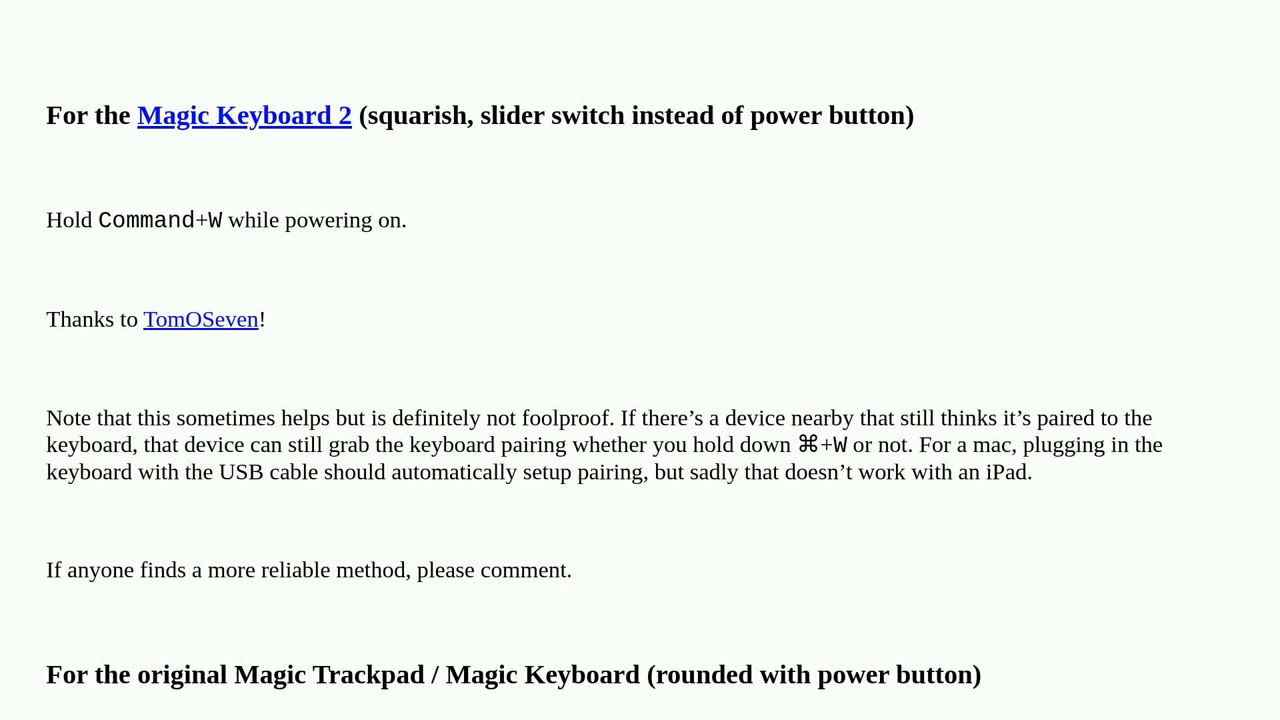 For the Magic Keyboard 2 (squarish, slider switch instead of power button)
Hold Command+W while powering on.
Thanks to TomOSeven!
Note that this sometimes helps but is definitely not foolproof. If there’s a device nearby that still thinks it’s paired to the
keyboard, that device can still grab the keyboard pairing whether you hold down ⌘+W or not. For a mac, plugging in the
keyboard with the USB cable should automatically setup pairing, but sadly that doesn’t work with an iPad.
If anyone finds a more reliable method, please comment.
For the original Magic Trackpad / Magic Keyboard (rounded with power button)